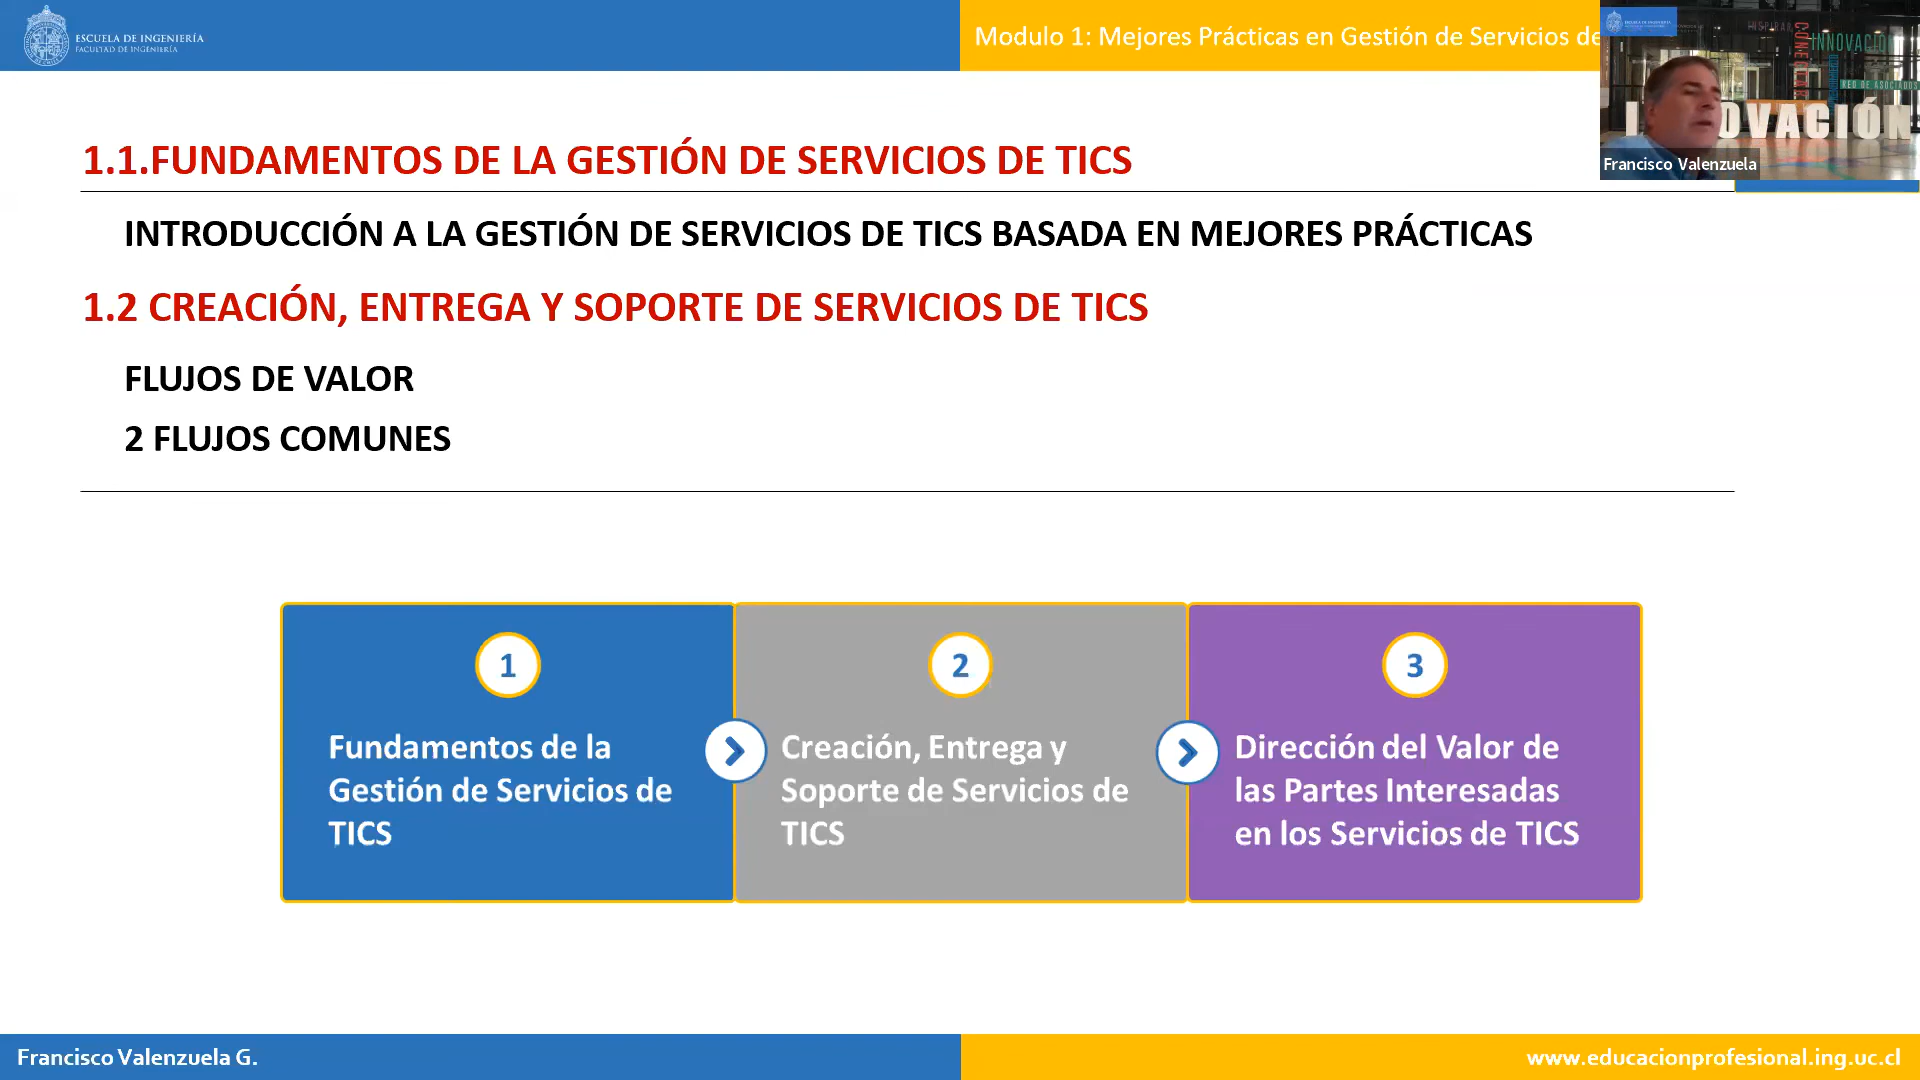 ESCUELA DE INGENIERÍA
FACULTAD DE INGENIERÍA
Modulo 1: Mejores Prácticas en Gestión de Servicios de
INSPIRAR
INNOVACIÓN
RED DE ASOCIADOS
Francisco Valenzuela
1.1.FUNDAMENTOS DE LA GESTIÓN DE SERVICIOS DE TICS
INTRODUCCIÓN A LA GESTIÓN DE SERVICIOS DE TICS BASADA EN MEJORES PRÁCTICAS
1.2 CREACIÓN, ENTREGA Y SOPORTE DE SERVICIOS DE TICS
FLUJOS DE VALOR
2 FLUJOS COMUNES
1
Fundamentos de la
Gestión de Servicios de
TICS
2
Creación, Entrega y
Soporte de Servicios de
TICS
3
Dirección del Valor de
las Partes Interesadas
en los Servicios de TICS
Francisco Valenzuela G.
www.educacionprofesional.ing.uc.cl